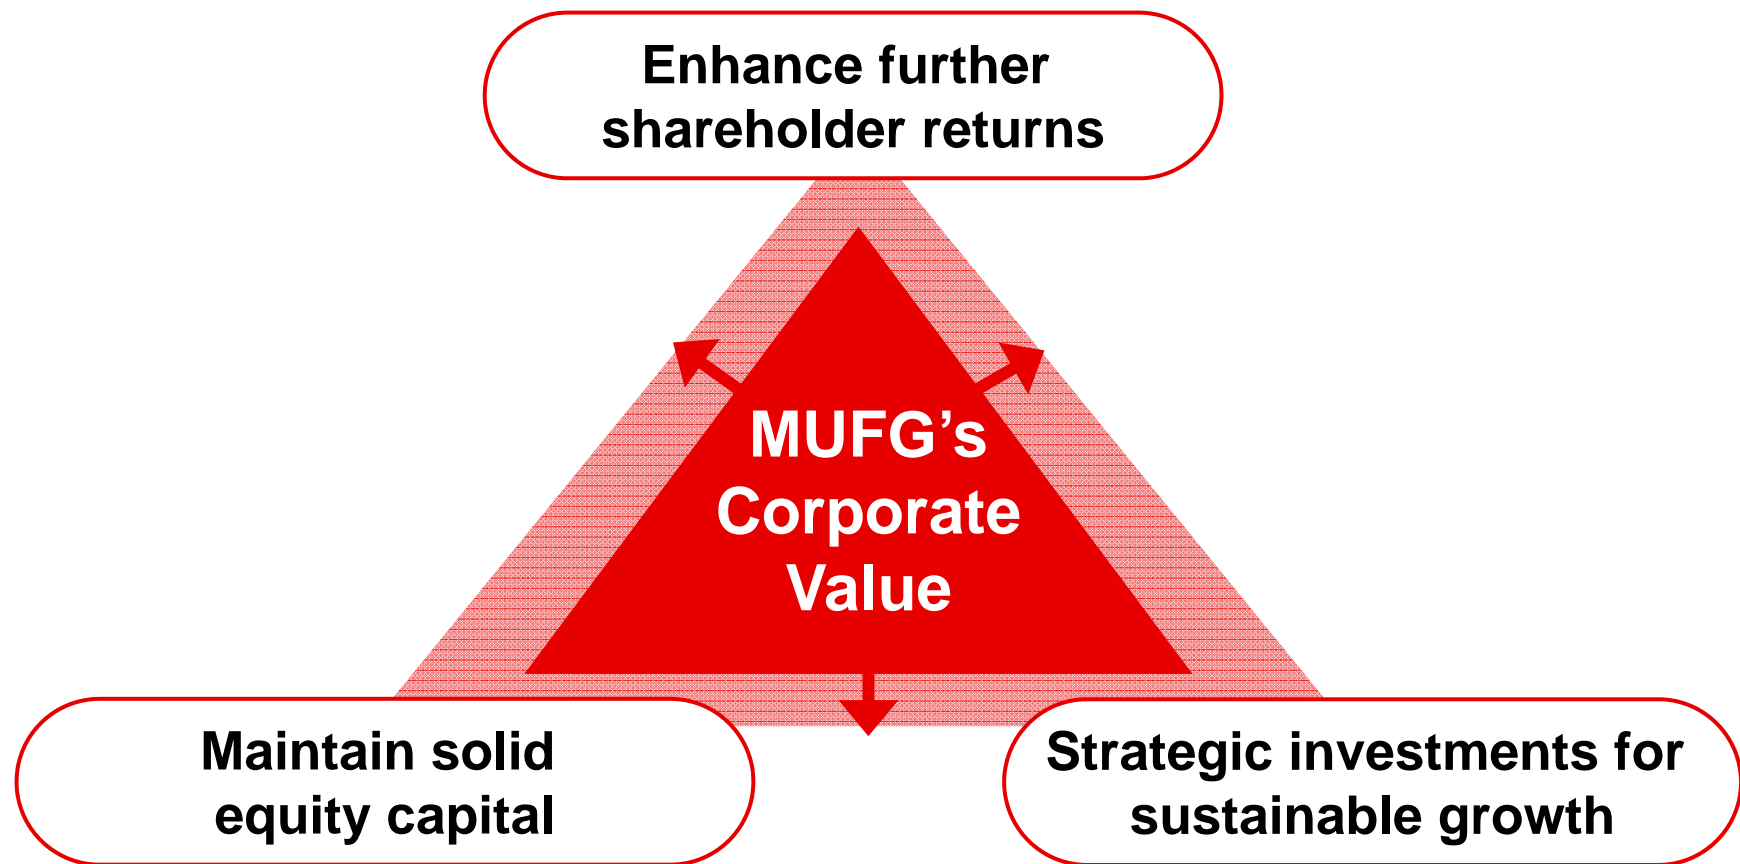 Enhance further
shareholder returns
MUFG’s
Corporate
Value
Maintain solid
equity capital
Strategic investments for
sustainable growth